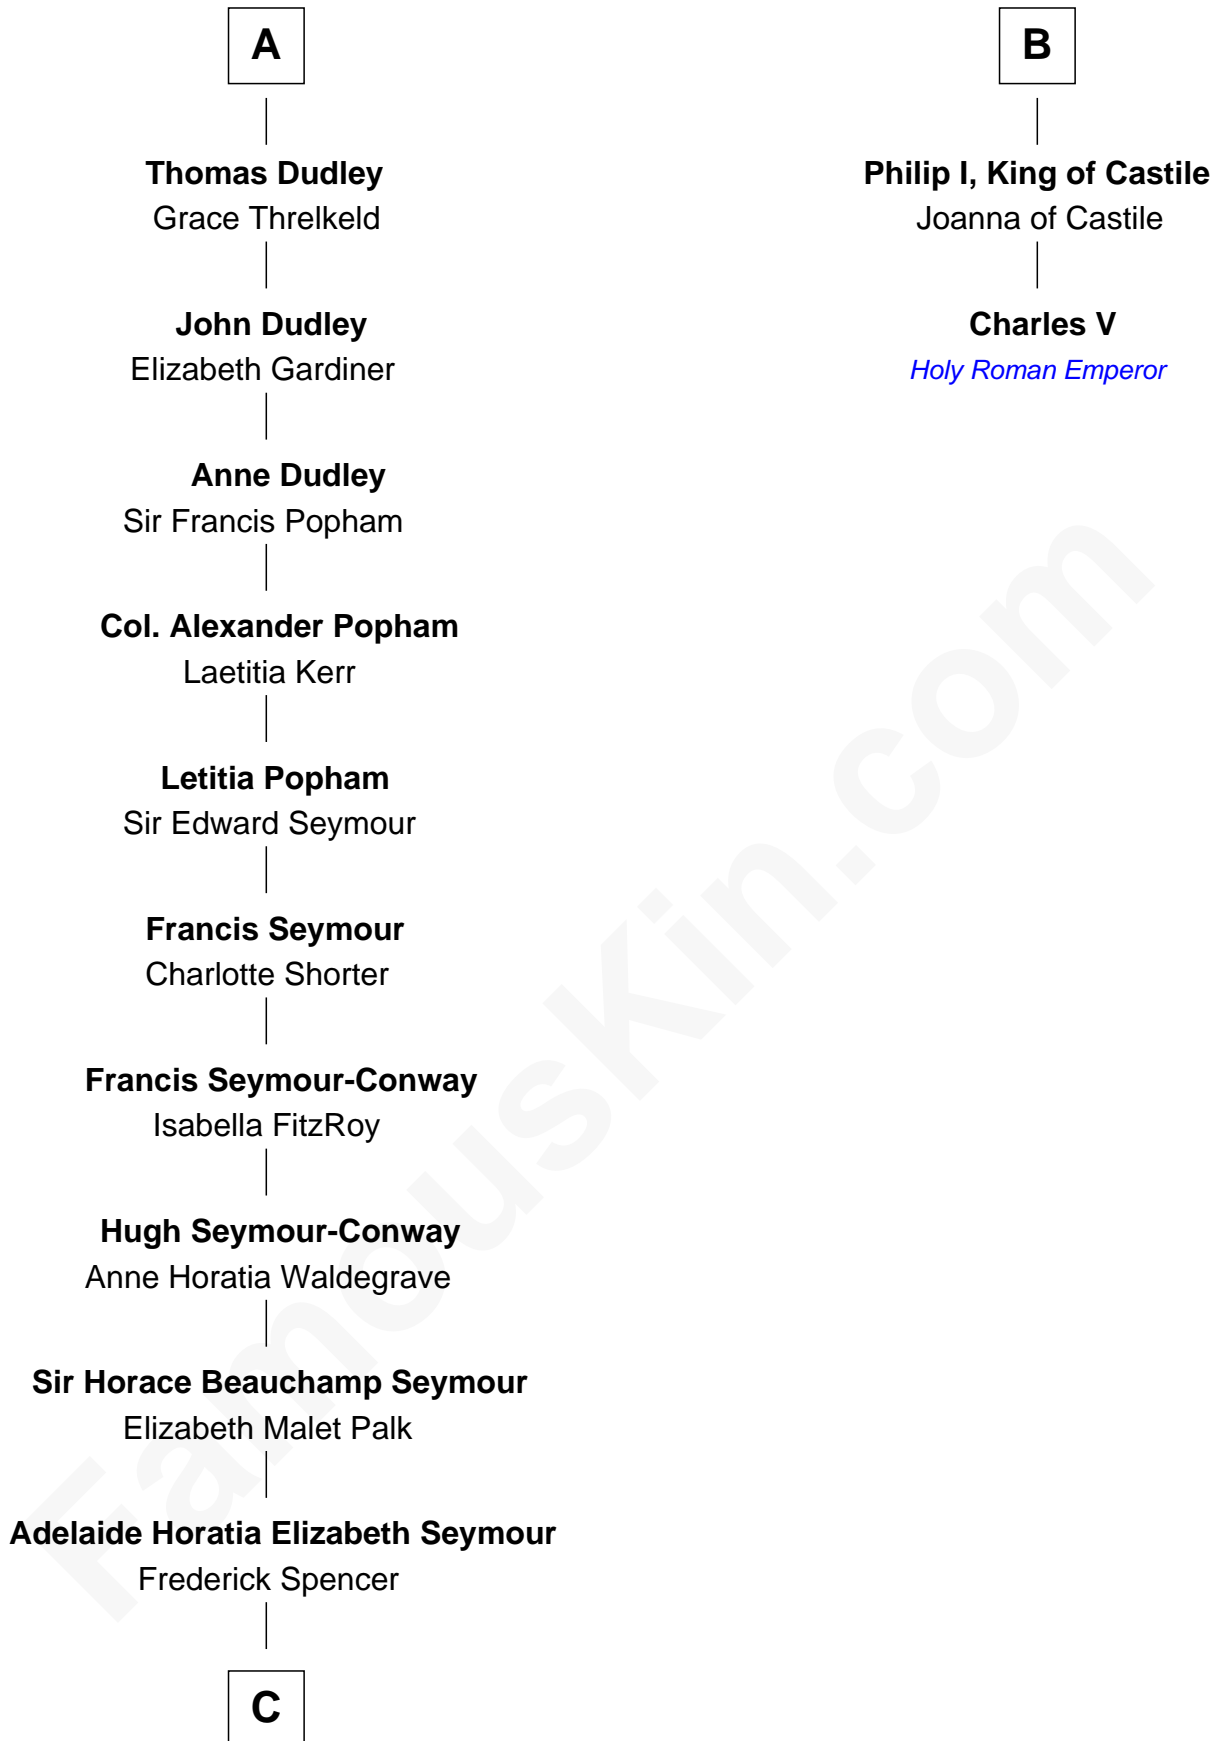 A
Thomas Dudley
Grace Threlkeld
John Dudley
Elizabeth Gardiner
Anne Dudley
Sir Francis Popham
Col. Alexander Popham
Laetitia Kerr
Letitia Popham
Sir Edward Seymour
Francis Seymour
Charlotte Shorter
Francis Seymour-Conway
Isabella FitzRoy
Hugh Seymour-Conway
Anne Horatia Waldegrave
Sir Horace Beauchamp Seymour
Elizabeth Malet Palk
Adelaide Horatia Elizabeth Seymour
Frederick Spencer
C
B
Philip I, King of Castile
Joanna of Castile
Charles V
Holy Roman Emperor
FamousKin.com